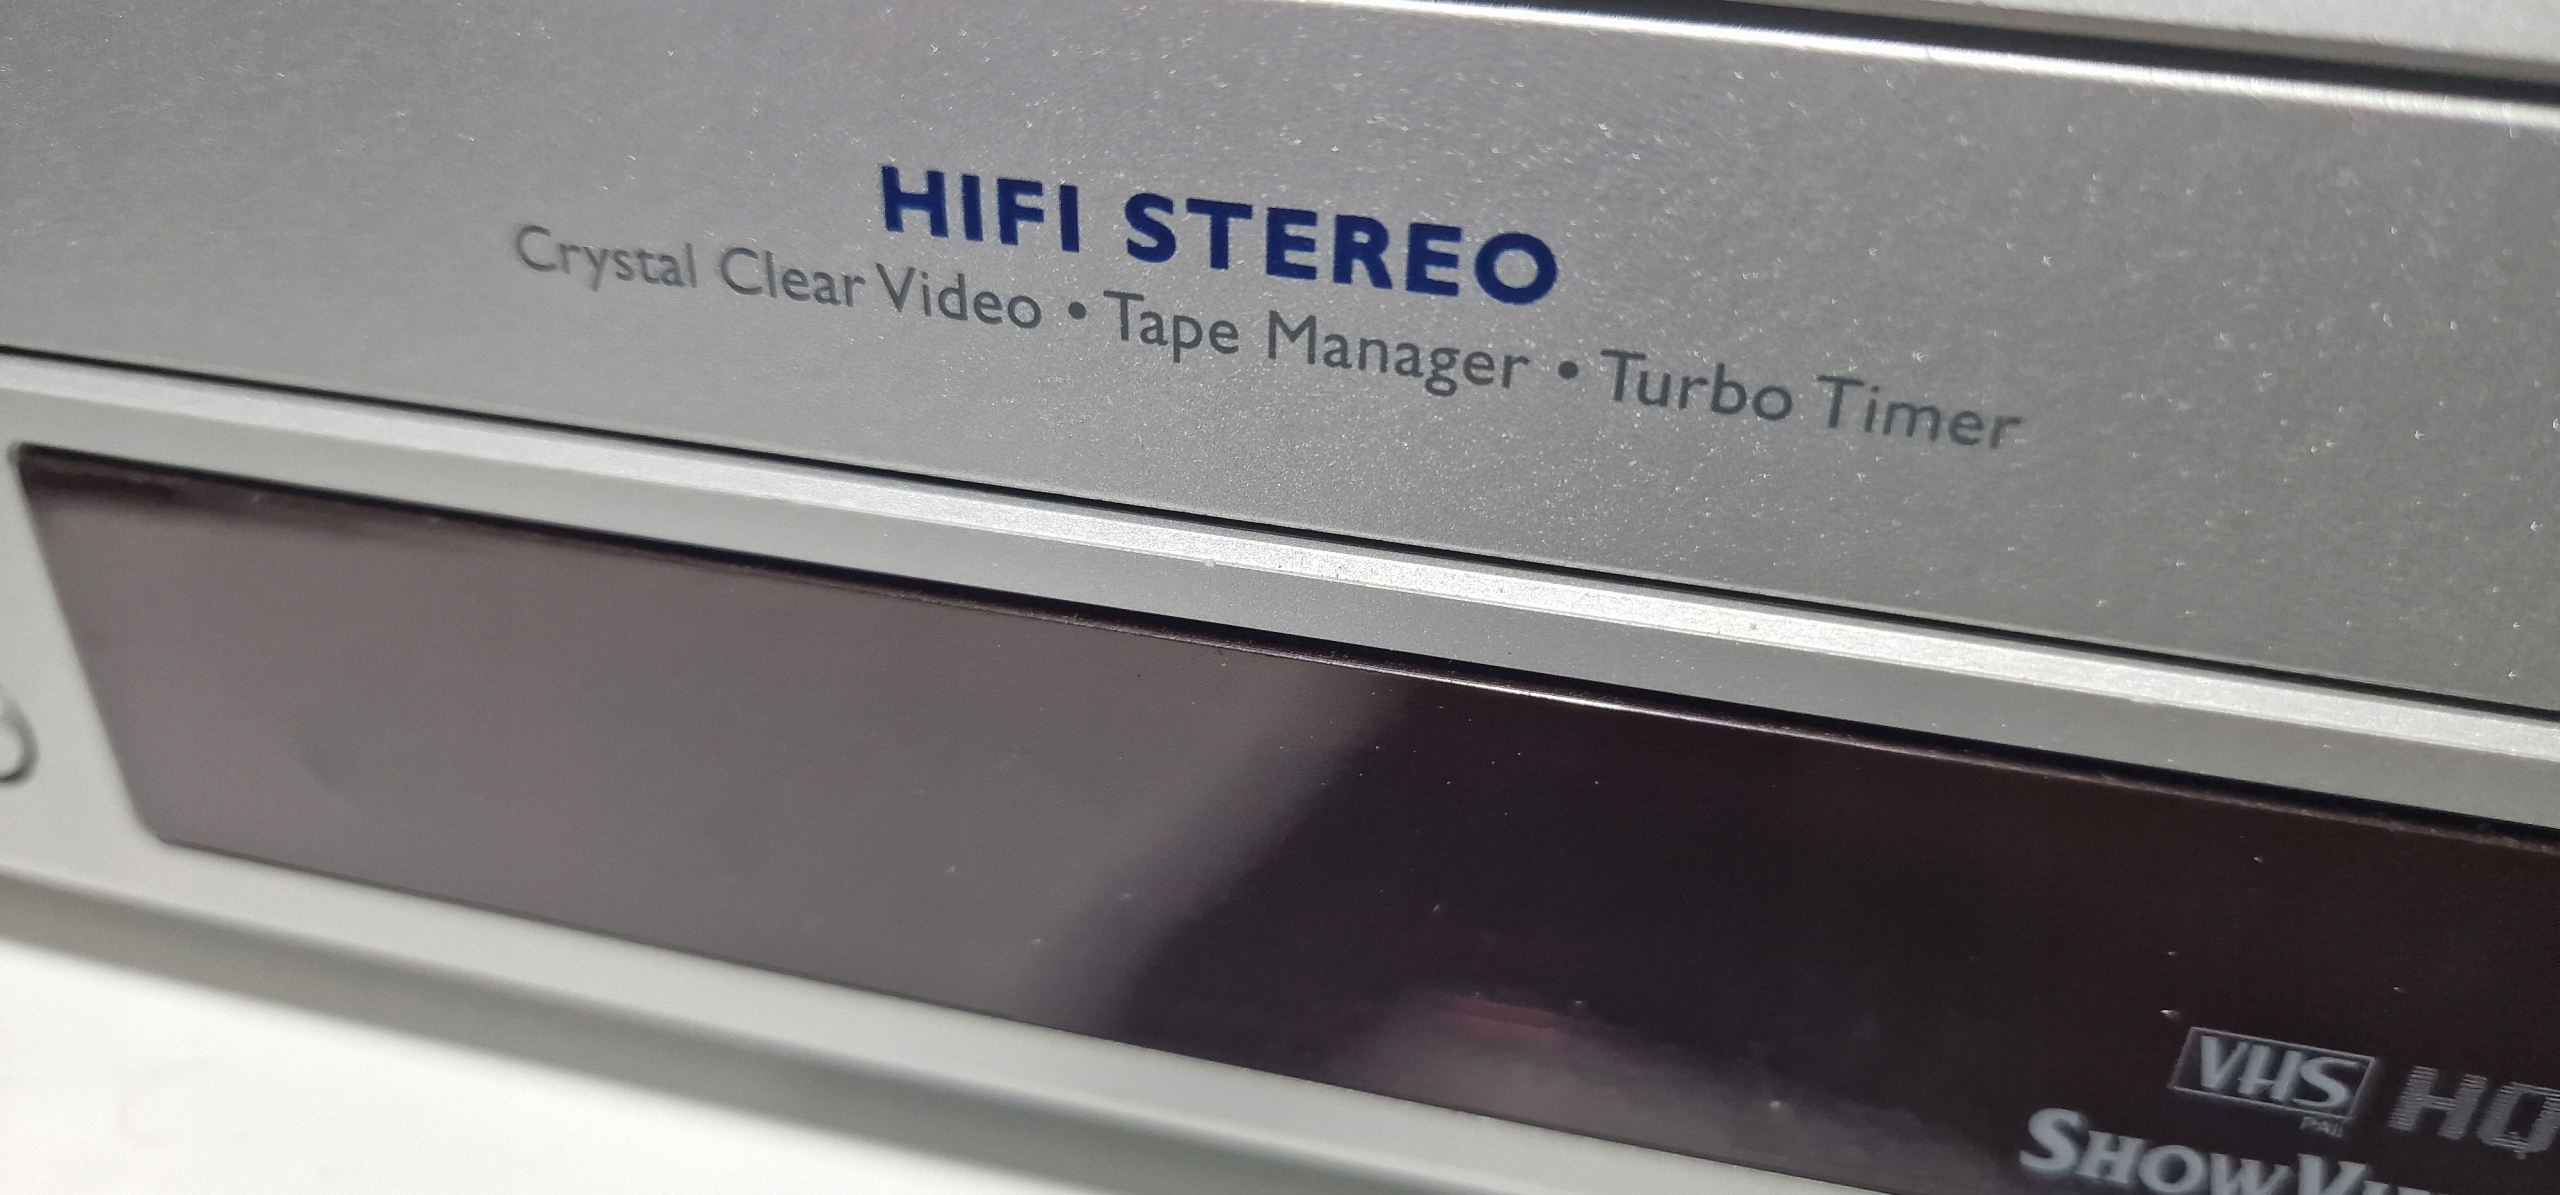 HIFI STEREO
Crystal Clear Video • Tape Manager • Turbo Timer
VHS HQ
PAL